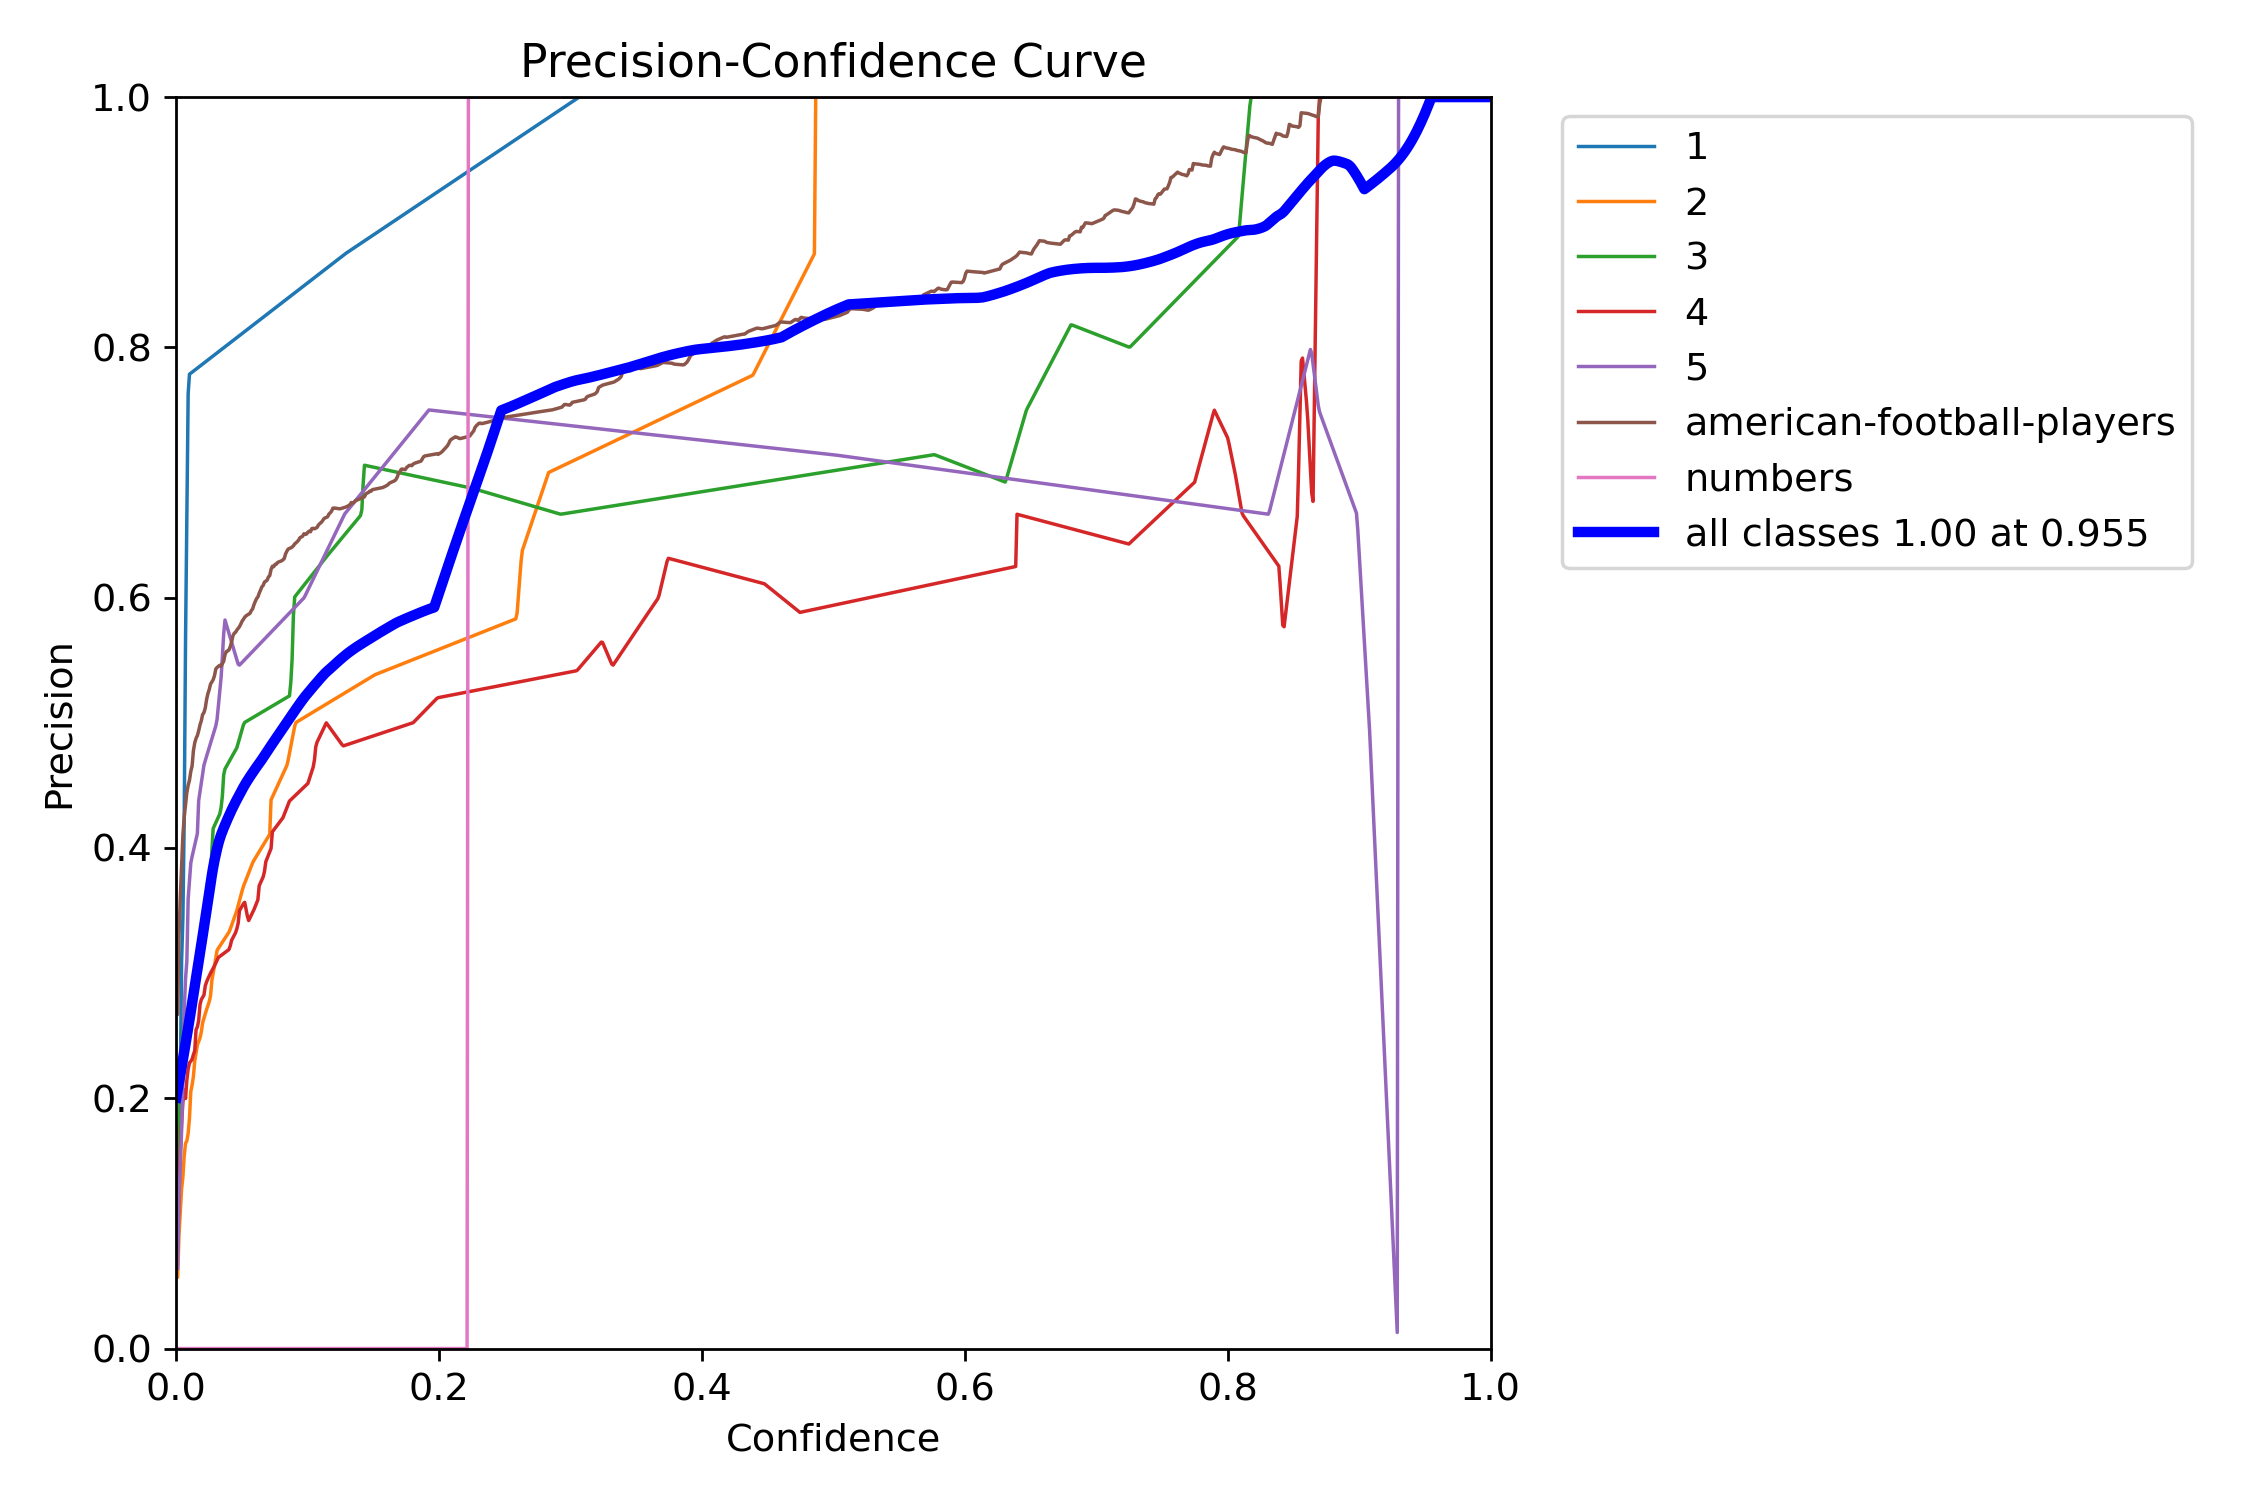 Precision-Confidence Curve
1.0
0.8
0.6
0.4
0.2
0.0
Precision
0.0 0.2 0.4 0.6 0.8 1.0
Confidence
1
2
3
4
5
american-football-players
numbers
all classes 1.00 at 0.955